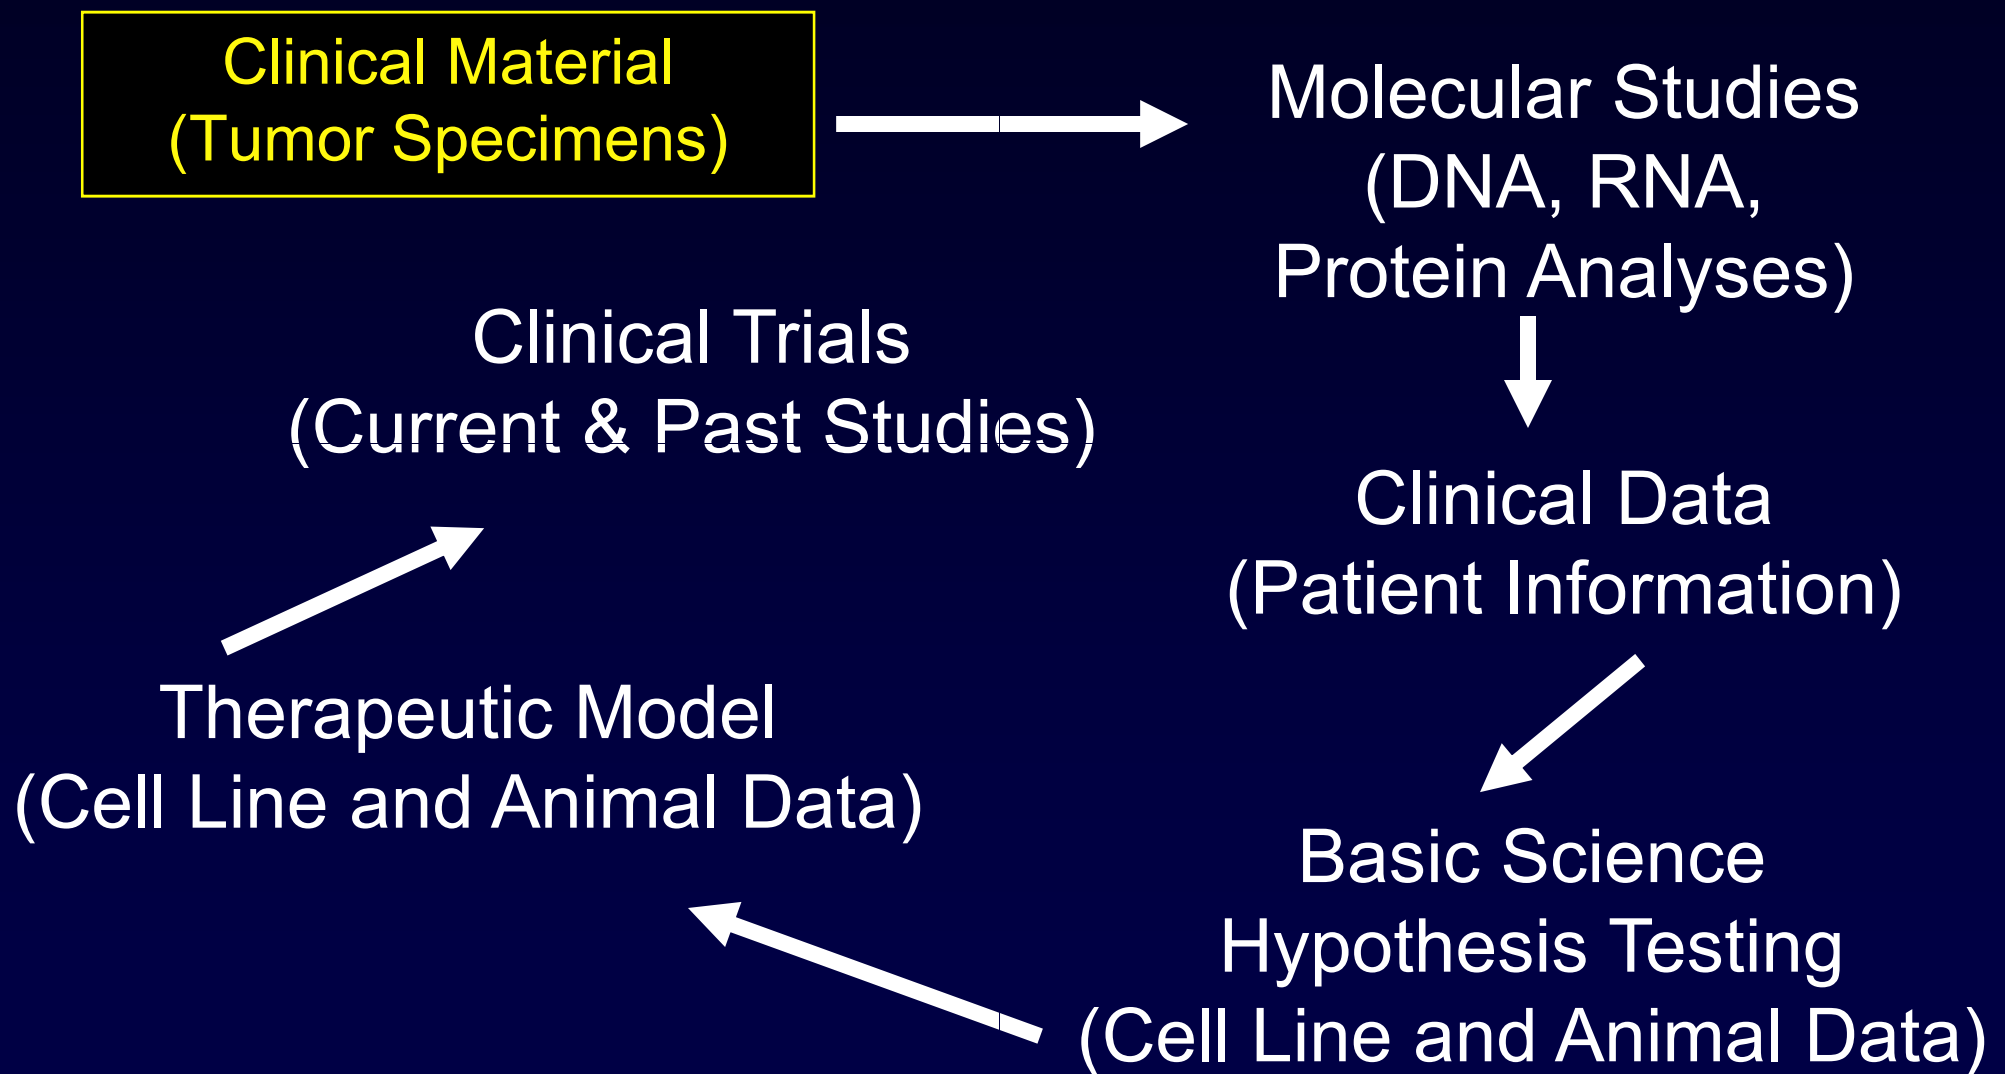 Clinical Material
(Tumor Specimens)
Molecular Studies
(DNA, RNA,
Protein Analyses)
Clinical Data
(Patient Information)
Basic Science
Hypothesis Testing
(Cell Line and Animal Data)
Therapeutic Model
(Cell Line and Animal Data)
Clinical Trials
(Current & Past Studies)